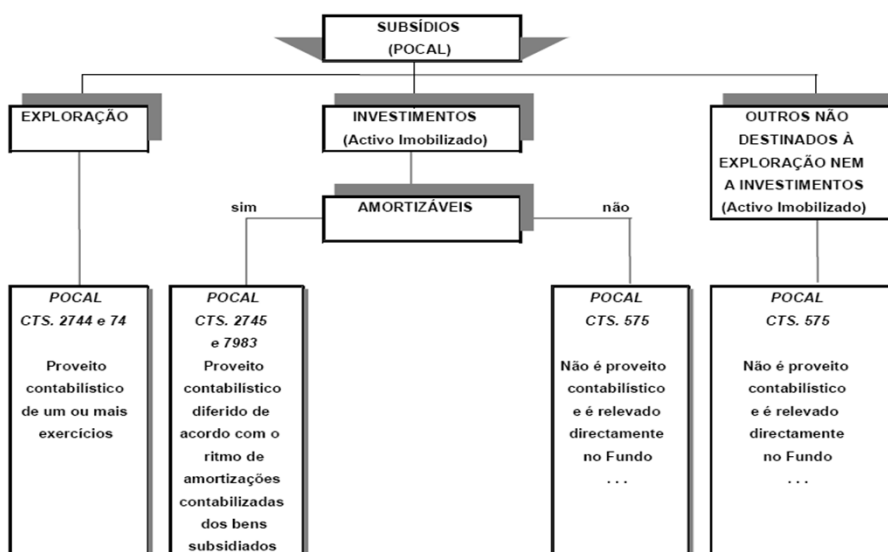 SUBSÍDIOS
(POCAL)
EXPLORAÇÃO
INVESTIMENTOS
(Activo Imobilizado)
OUTROS NÃO
DESTINADOS À
EXPLORAÇÃO NEM
A INVESTIMENTOS
(Activo Imobilizado)
sim
AMORTIZÁVEIS
não
POCAL
CTS. 2744 e 74
Proveito
contabilístico
de um ou mais
exercícios
POCAL
CTS. 2745
e 7983
Proveito
contabilístico
diferido de
acordo com o
ritmo de
amortizações
contabilizadas
dos bens
subsidiados
POCAL
CTS. 575
Não é proveito
contabilístico
e é relevado
directamente
no Fundo
. . .
POCAL
CTS. 575
Não é proveito
contabilístico
e é relevado
directamente
no Fundo
. . .